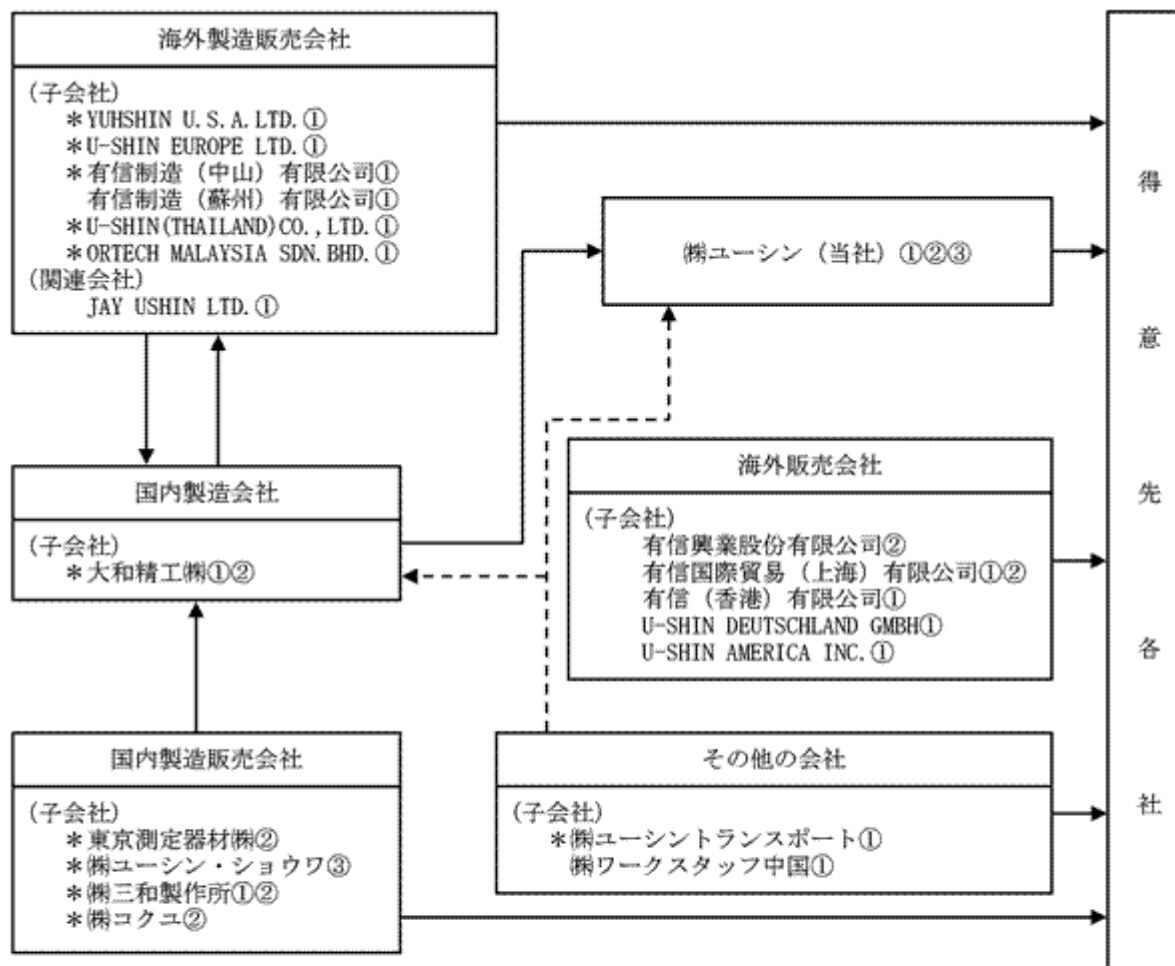 海外製造販売会社
(子会社)
＊YUHSHIN U.S.A.LTD.①
＊U-SHIN EUROPE LTD.①
＊有信制造（中山）有限公司①
有信制造（蘇州）有限公司①
＊U-SHIN(THAILAND)CO.,LTD.①
＊ORTECH MALAYSIA SDN.BHD.①
(関連会社)
JAY USHIN LTD.①
㈱ユーシン（当社）①②③
国内製造会社
(子会社)
＊大和精工㈱①②
海外販売会社
(子会社)
有信興業股份有限公司②
有信国際貿易（上海）有限公司①②
有信（香港）有限公司①
U-SHIN DEUTSCHLAND GMBH①
U-SHIN AMERICA INC.①
国内製造販売会社
(子会社)
＊東京測定器材㈱②
＊㈱ユーシン・ショウワ③
＊㈱三和製作所①②
＊㈱コクユ②
その他の会社
(子会社)
＊㈱ユーシントランスポート①
㈱ワークスタッフ中国①
得意先各社